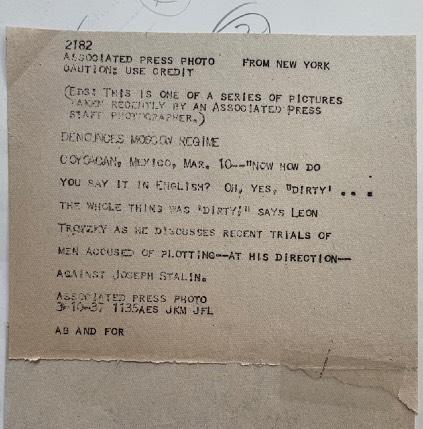 2182
ASSOCIATED PRESS PHOTO FROM NEW YORK
CAUTION: USE CREDIT
(EDS: THIS IS ONE OF A SERIES OF PICTURES
TAKEN RECENTLY BY AN ASSOCIATED PRESS
STAFF PHOTOGRAPHER.)
DENOUNCES MOSCOW REGIME
COYOACAN, MEXICO, MAR. 10--"NOW HOW DO
YOU SAY IT IN ENGLISH? OH, YES, "DIRTY' ...
THE WHOLE THING WAS 'DIRTY!" SAYS LEON
TROTZKY AS HE DISCUSSES RECENT TRIALS OF
MEN ACCUSED OF PLOTTING--AT HIS DIRECTION--
AGAINST JOSEPH STALIN.
ASSOCIATED PRESS PHOTO
3-10-37 1135AES JKM JFL
AB AND FOR